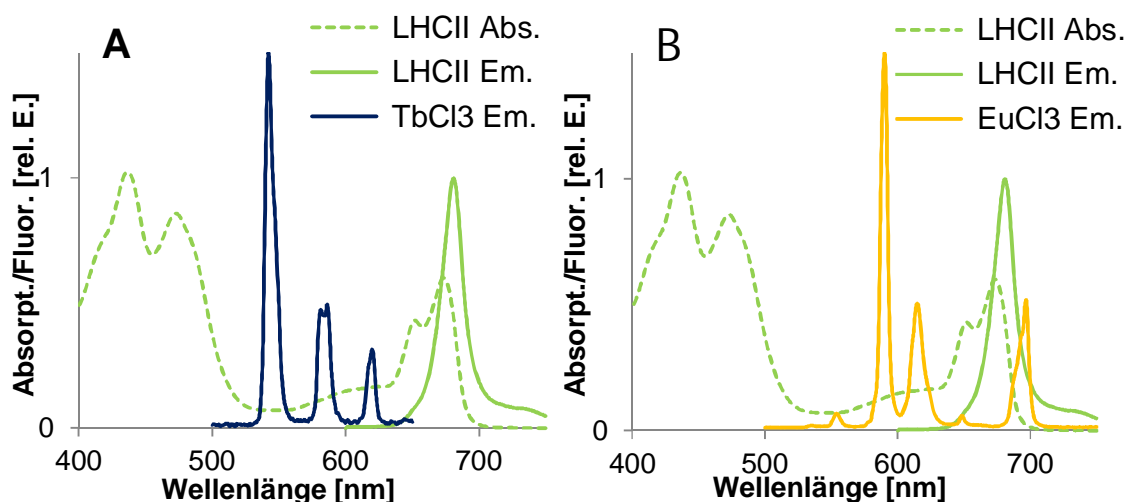 A
LHCII Abs.
LHCII Em.
TbCl3 Em.
Absorpt./Fluor. [rel. E.]
1
0
400 500 600 700
Wellenlänge [nm]
B
LHCII Abs.
LHCII Em.
EuCl3 Em.
Absorpt./Fluor. [rel. E.]
1
0
400 500 600 700
Wellenlänge [nm]